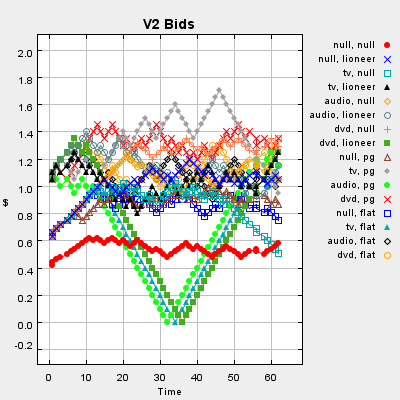 V2 Bids
2.0
1.8
1.6
1.4
1.2
1.0
$
0.8
0.6
0.4
0.2
0.0
-0.2
0 10 20 30 40 50 60
Time
null, null
null, lioneer
tv, null
tv, lioneer
audio, null
audio, lioneer
dvd, null
dvd, lioneer
null, pg
tv, pg
audio, pg
dvd, pg
null, flat
tv, flat
audio, flat
dvd, flat